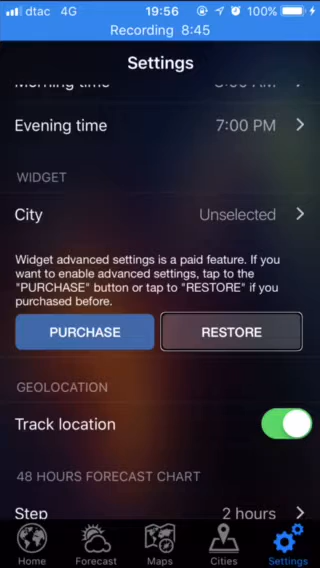 dtac 4G 19:56 100%
Recording 8:45
Settings
Morning time
Evening time 7:00 PM
WIDGET
City Unselected
Widget advanced settings is a paid feature. If you
want to enable advanced settings, tap to the
"PURCHASE" button or tap to "RESTORE" if you
purchased before.
PURCHASE RESTORE
GEOLOCATION
Track location
48 HOURS FORECAST CHART
Step 2 hours
Home Forecast Maps Cities Settings